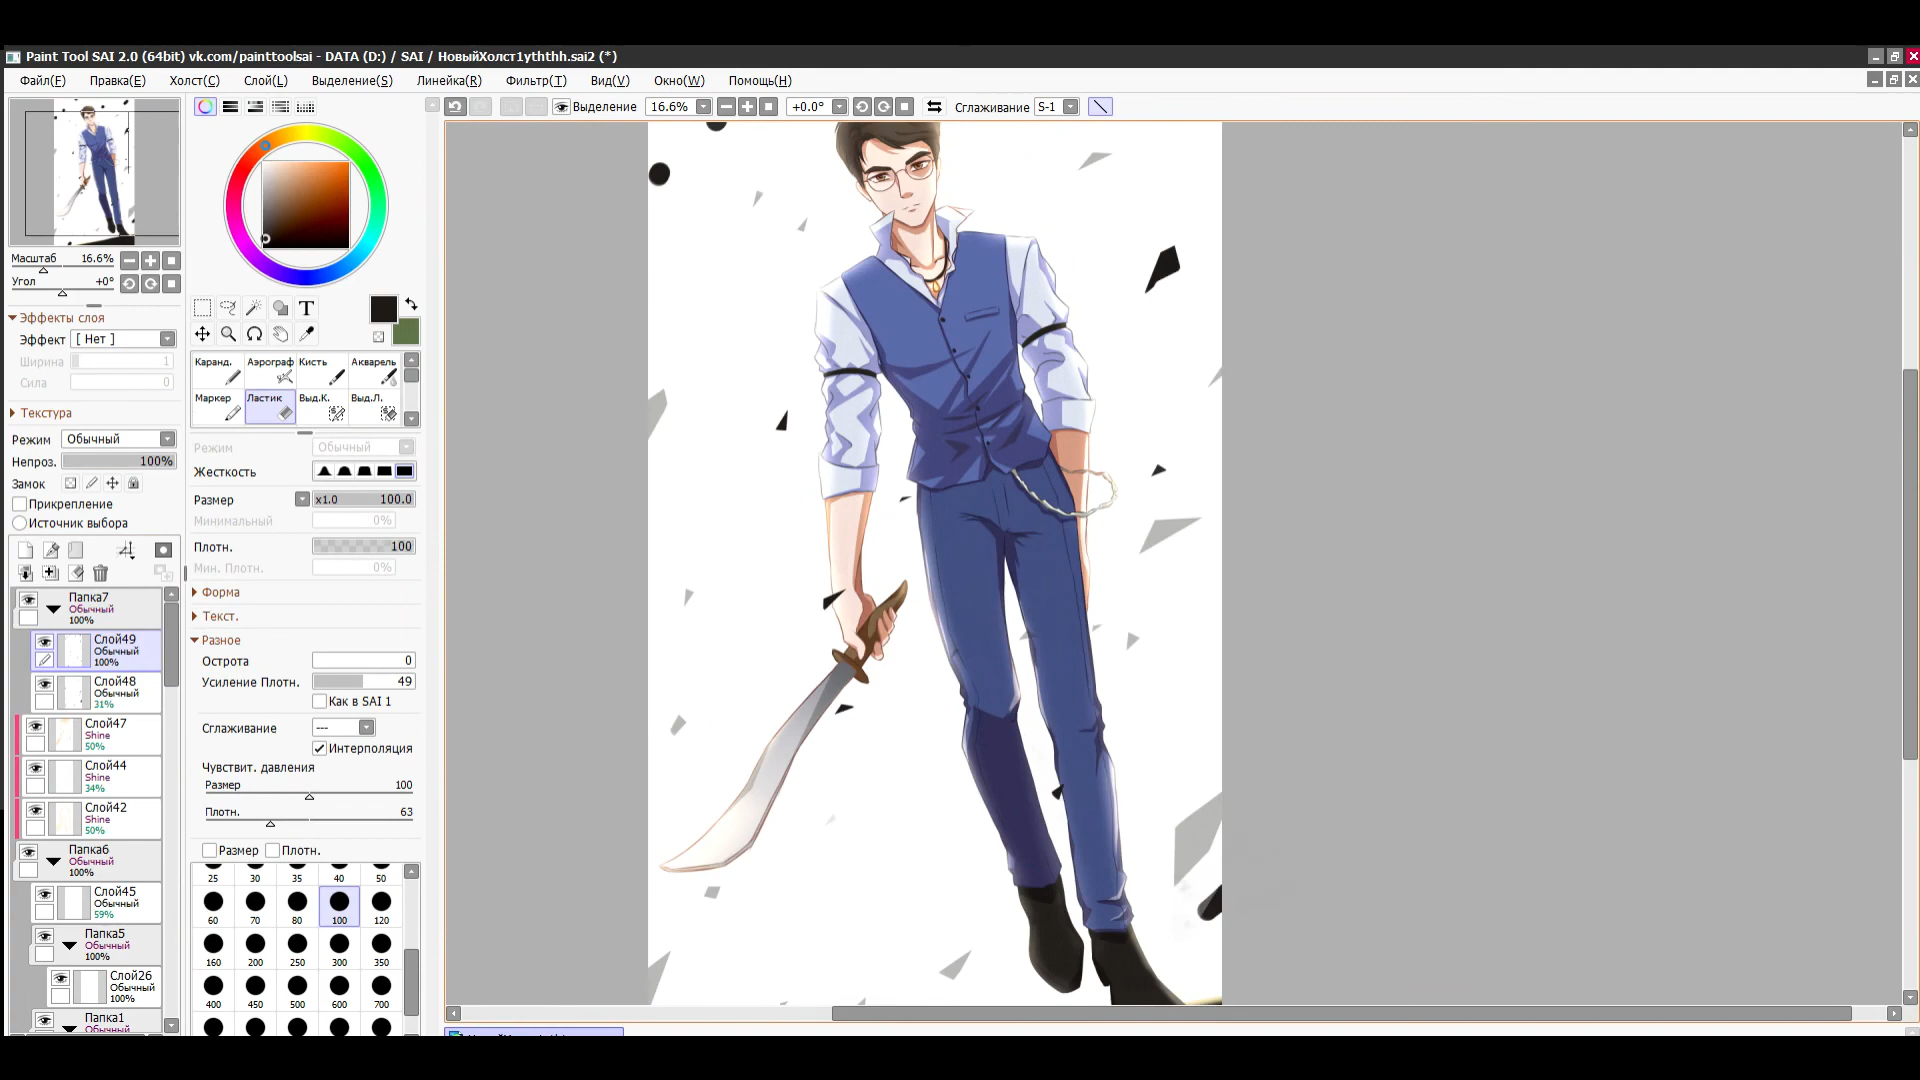 Paint Tool SAI 2.0 (64bit) vk.com/painttoolsai - DATA (D:) / SAI / НовыйХолст1yththh.sai2 (*)
Файл(F) Правка(E) Холст(C) Слой(L) Выделение(S) Линейка(R) Фильтр(T) Вид(V) Окно(W) Помощь(H)
Выделение 16.6% +0.0° Сглаживание S-1
Масштаб 16.6%
Угол +0°
Эффекты слоя
Эффект [ Нет ]
Ширина 1
Сила 0
Текстура
Режим Обычный
Непроз. 100%
Замок
Прикрепление
Источник выбора
Папка7
Обычный
100%
Слой49
Обычный
100%
Слой48
Обычный
31%
Слой47
Shine
50%
Слой44
Shine
34%
Слой42
Shine
50%
Папка6
Обычный
100%
Слой45
Обычный
59%
Папка5
Обычный
100%
Слой26
Обычный
100%
Папка1
Обычный
T
Каранд. Аэрограф Кисть Акварель
Маркер Ластик Выд.К. Выд.Л.
Режим Обычный
Жесткость
Размер x1.0 100.0
Минимальный 0%
Плотн. 100
Мин. Плотн. 0%
Форма
Текст.
Разное
Острота 0
Усиление Плотн. 49
Как в SAI 1
Сглаживание ---
Интерполяция
Чувствит. давления
Размер 100
Плотн. 63
Размер Плотн.
25 30 35 40 50
60 70 80 100 120
160 200 250 300 350
400 450 500 600 700